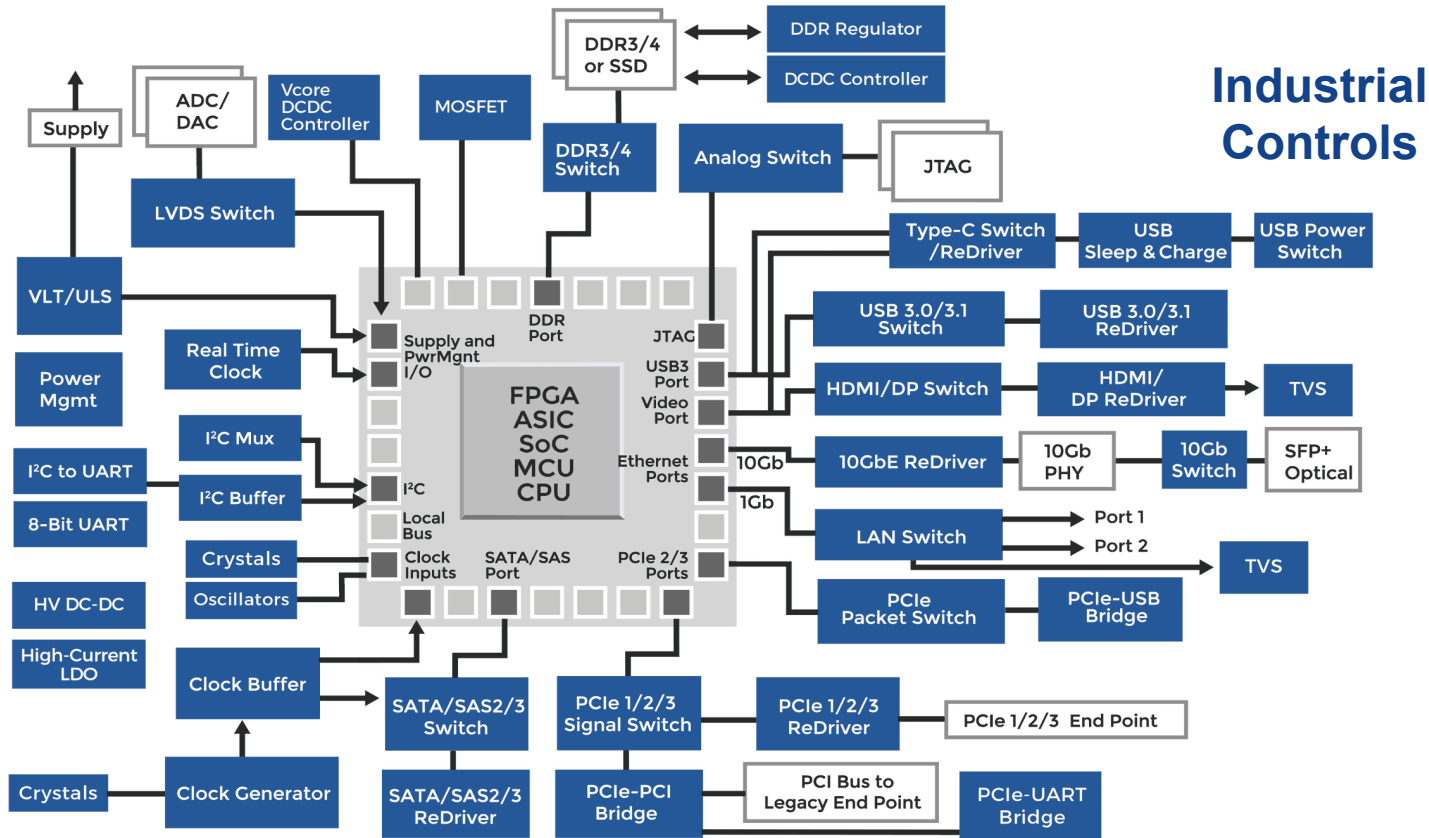 Industrial
Controls
DDR3/4
or SSD
DDR Regulator
DCDC Controller
Supply
ADC/
DAC
Vcore
DCDC
Controller
MOSFET
DDR3/4
Switch
Analog Switch
JTAG
LVDS Switch
Type-C Switch
/ReDriver
USB
Sleep & Charge
USB Power
Switch
VLT/ULS
DDR
Port
JTAG
Supply and
PwrMgnt
I/O
USB 3.0/3.1
Switch
USB 3.0/3.1
ReDriver
Real Time
Clock
Power
Mgmt
USB3
Port
Video
Port
HDMI/DP Switch
HDMI/
DP ReDriver
TVS
FPGA
ASIC
SoC
MCU
CPU
I²C Mux
I²C to UART
I²C Buffer
I²C
8-Bit UART
Local
Bus
Ethernet
Ports
10Gb
1Gb
10GbE ReDriver
10Gb
PHY
10Gb
Switch
SFP+
Optical
LAN Switch
Port 1
Port 2
TVS
Crystals
Oscillators
Clock
Inputs
SATA/SAS
Port
PCIe 2/3
Ports
HV DC-DC
High-Current
LDO
PCIe
Packet Switch
PCIe-USB
Bridge
Clock Buffer
SATA/SAS2/3
Switch
PCIe 1/2/3
Signal Switch
PCIe 1/2/3
ReDriver
PCIe 1/2/3 End Point
Crystals
Clock Generator
SATA/SAS2/3
ReDriver
PCIe-PCI
Bridge
PCI Bus to
Legacy End Point
PCIe-UART
Bridge